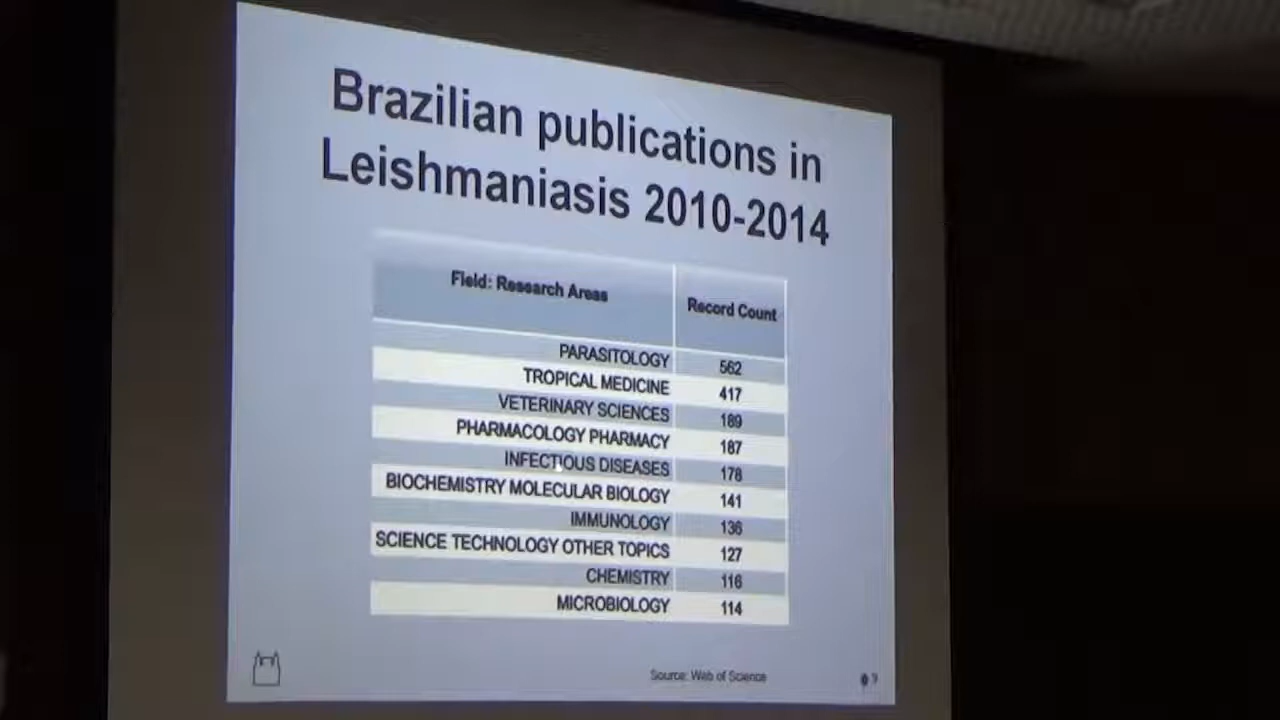 Brazilian publications in
Leishmaniasis 2010-2014
Field: Research Areas Record Count
PARASITOLOGY 562
TROPICAL MEDICINE 417
VETERINARY SCIENCES 189
PHARMACOLOGY PHARMACY 187
INFECTIOUS DISEASES 178
BIOCHEMISTRY MOLECULAR BIOLOGY 141
IMMUNOLOGY 136
SCIENCE TECHNOLOGY OTHER TOPICS 127
CHEMISTRY 116
MICROBIOLOGY 114
Source: Web of Science
9